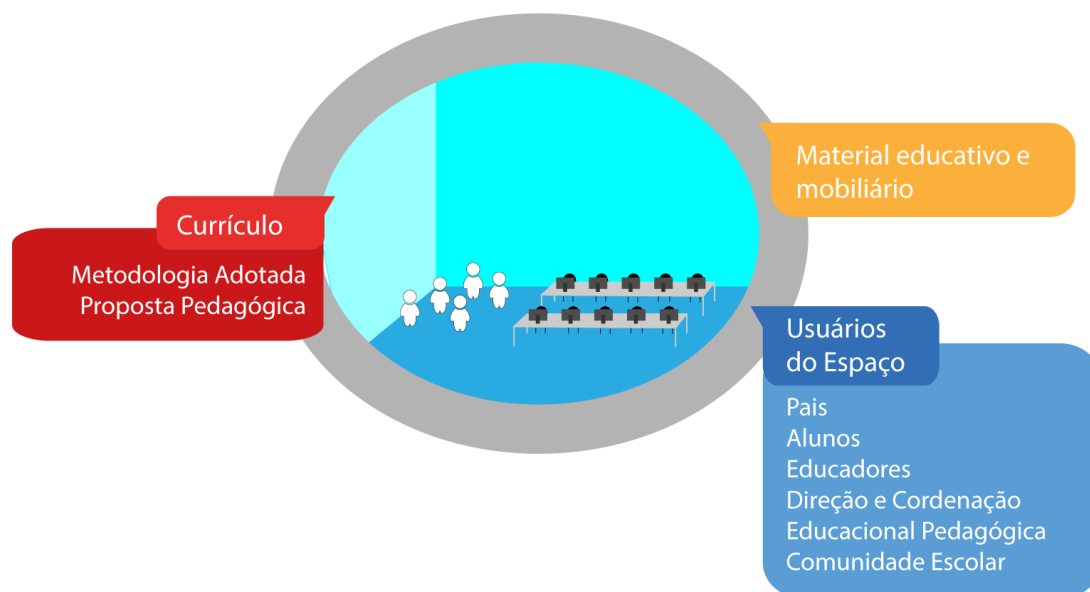 Currículo
Metodologia Adotada
Proposta Pedagógica
Material educativo e
mobiliário
Usuários
do Espaço
Pais
Alunos
Educadores
Direção e Cordenação
Educacional Pedagógica
Comunidade Escolar